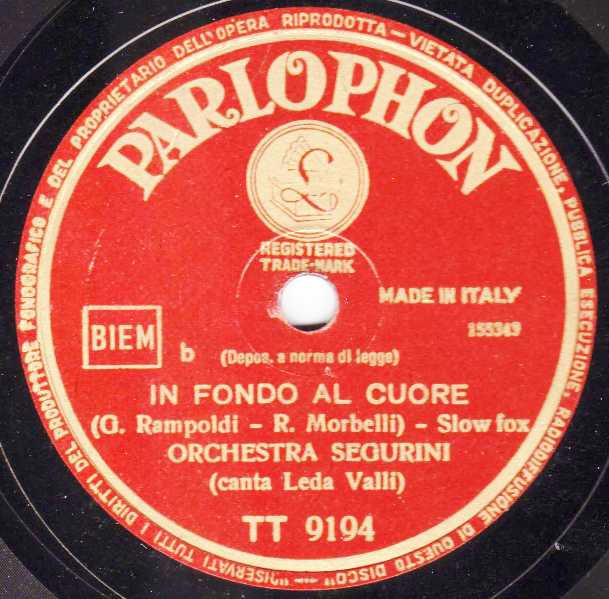 RISERVATI TUTTI I DIRITTI DEL PRODUTTORE FONOGRAFICO E DEL PROPRIETARIO DELL'OPERA RIPRODOTTA — VIETATA DUPLICAZIONE, PUBBLICA ESECUZIONE, RADIODIFFUSIONE DI QUESTO DISCO
PARLOPHON
£
REGISTERED
TRADE-MARK
MADE IN ITALY
155349
BIEM
b
(Depos. a norma di legge)
IN FONDO AL CUORE
(G. Rampoldi - R. Morbelli) - Slow fox
ORCHESTRA SEGURINI
(canta Leda Valli)
TT 9194